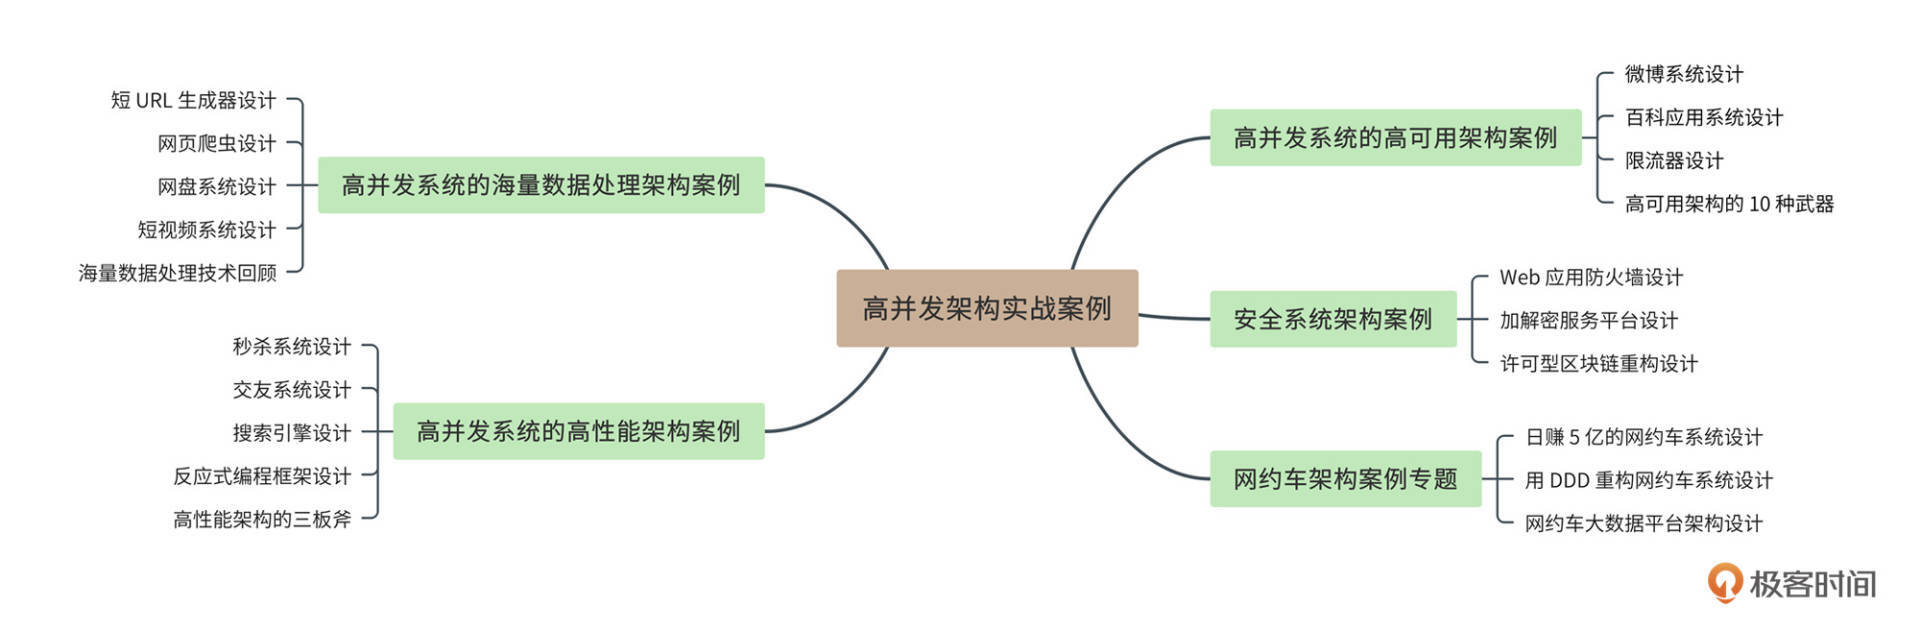 高并发架构实战案例
高并发系统的海量数据处理架构案例
短 URL 生成器设计
网页爬虫设计
网盘系统设计
短视频系统设计
海量数据处理技术回顾
高并发系统的高性能架构案例
秒杀系统设计
交友系统设计
搜索引擎设计
反应式编程框架设计
高性能架构的三板斧
高并发系统的高可用架构案例
微博系统设计
百科应用系统设计
限流器设计
高可用架构的 10 种武器
安全系统架构案例
Web 应用防火墙设计
加解密服务平台设计
许可型区块链重构设计
网约车架构案例专题
日赚 5 亿的网约车系统设计
用 DDD 重构网约车系统设计
网约车大数据平台架构设计
极客时间